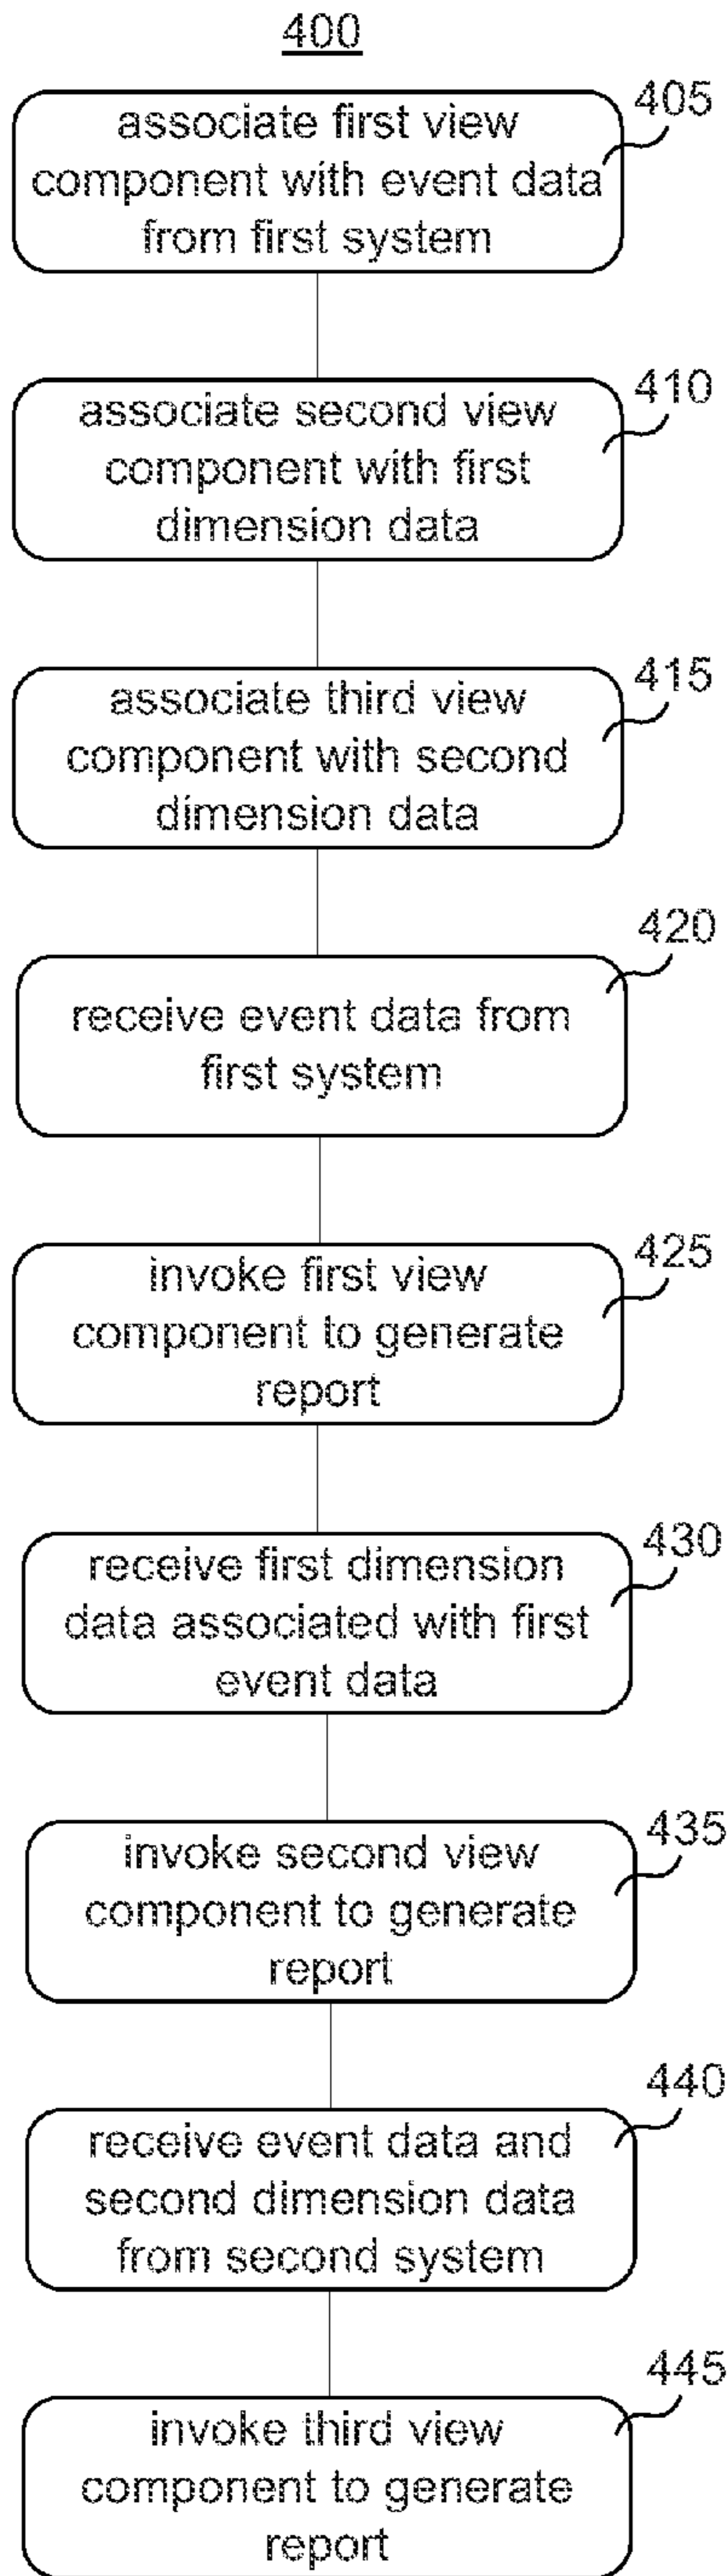 400
405
associate first view
component with event data
from first system
410
associate second view
component with first
dimension data
415
associate third view
component with second
dimension data
420
receive event data from
first system
425
invoke first view
component to generate
report
430
receive first dimension
data associated with first
event data
435
invoke second view
component to generate
report
440
receive event data and
second dimension data
from second system
445
invoke third view
component to generate
report